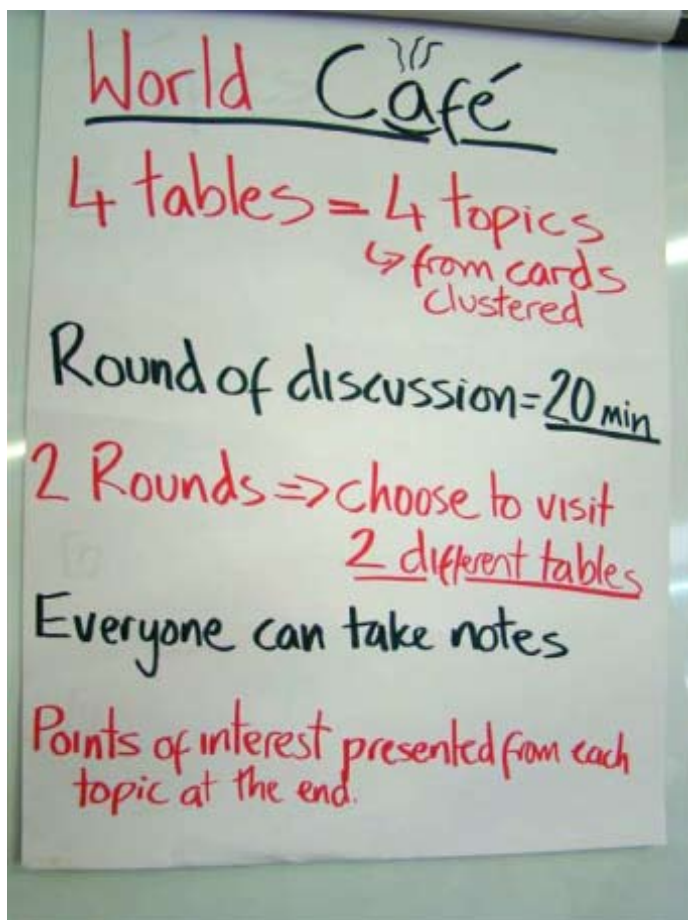 World Café
4 tables = 4 topics
↳ from cards
clustered
Round of discussion = 20 min
2 Rounds => choose to visit
2 different tables
Everyone can take notes
Points of interest presented from each
topic at the end.